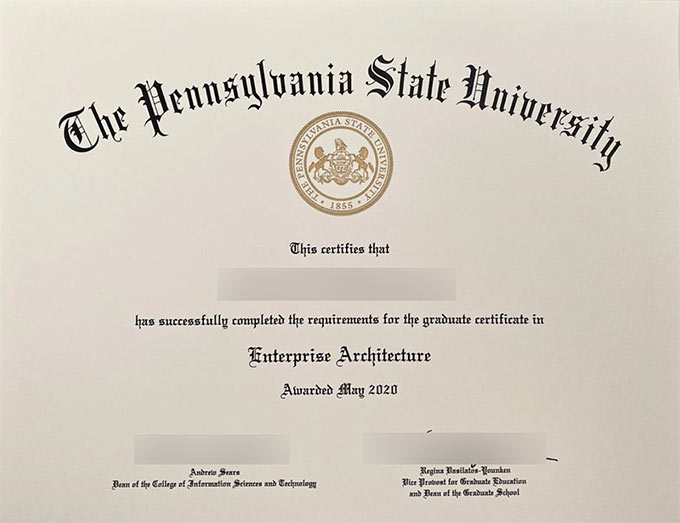 The Pennsylvania State University
THE PENNSYLVANIA STATE UNIVERSITY
1855
This certifies that
has successfully completed the requirements for the graduate certificate in
Enterprise Architecture
Awarded May 2020
Andrew Sears
Dean of the College of Information Sciences and Technology
Regina Vasilatos-Younken
Vice Provost for Graduate Education
and Dean of the Graduate School